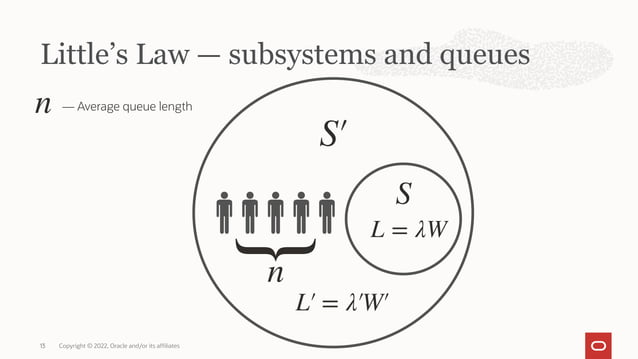 Little's Law — subsystems and queues
n — Average queue length
S′
S
L = λW
n
L′ = λ′W′
13 Copyright © 2022, Oracle and/or its affiliates